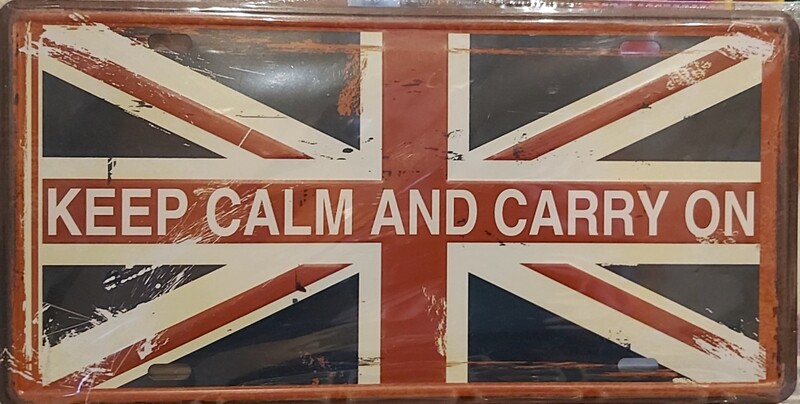 KEEP CALM AND CARRY ON